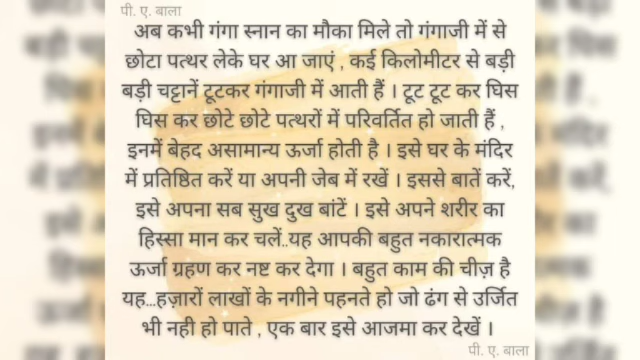 पी. ए. बाला
अब कभी गंगा स्नान का मौका मिले तो गंगाजी में से
छोटा पत्थर लेके घर आ जाएं , कई किलोमीटर से बड़ी
बड़ी चट्टानें टूटकर गंगाजी में आती हैं । टूट टूट कर घिस
घिस कर छोटे छोटे पत्थरों में परिवर्तित हो जाती हैं ,
इनमें बेहद असामान्य ऊर्जा होती है । इसे घर के मंदिर
में प्रतिष्ठित करें या अपनी जेब में रखें । इससे बातें करें,
इसे अपना सब सुख दुख बांटें । इसे अपने शरीर का
हिस्सा मान कर चलें..यह आपकी बहुत नकारात्मक
ऊर्जा ग्रहण कर नष्ट कर देगा । बहुत काम की चीज़ है
यह...हज़ारों लाखों के नगीने पहनते हो जो ढंग से उर्जित
भी नही हो पाते , एक बार इसे आजमा कर देखें ।
पी. ए. बाला